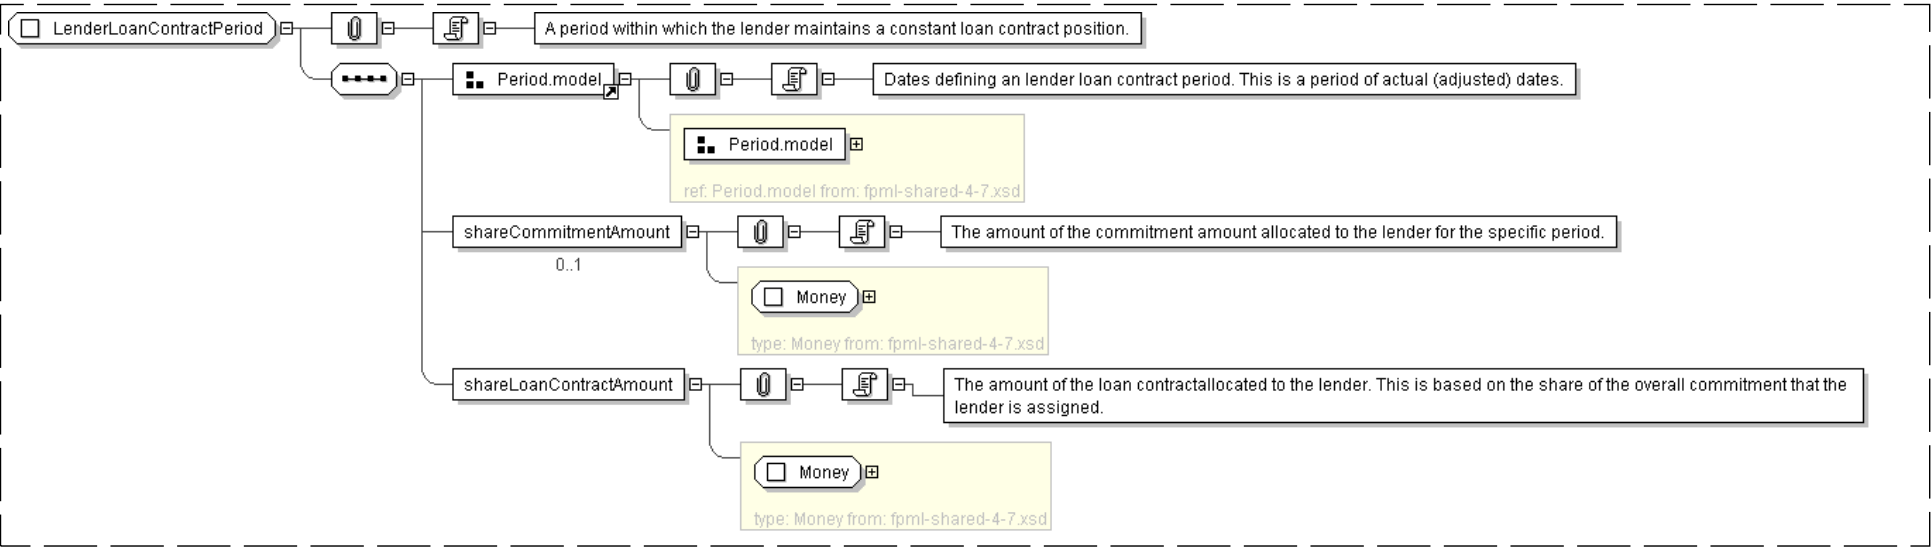 LenderLoanContractPeriod
A period within which the lender maintains a constant loan contract position.
Period.model
Dates defining an lender loan contract period. This is a period of actual (adjusted) dates.
Period.model
ref: Period.model from: fpml-shared-4-7.xsd
shareCommitmentAmount
The amount of the commitment amount allocated to the lender for the specific period.
0..1
Money
type: Money from: fpml-shared-4-7.xsd
shareLoanContractAmount
The amount of the loan contractallocated to the lender. This is based on the share of the overall commitment that the
lender is assigned.
Money
type: Money from: fpml-shared-4-7.xsd